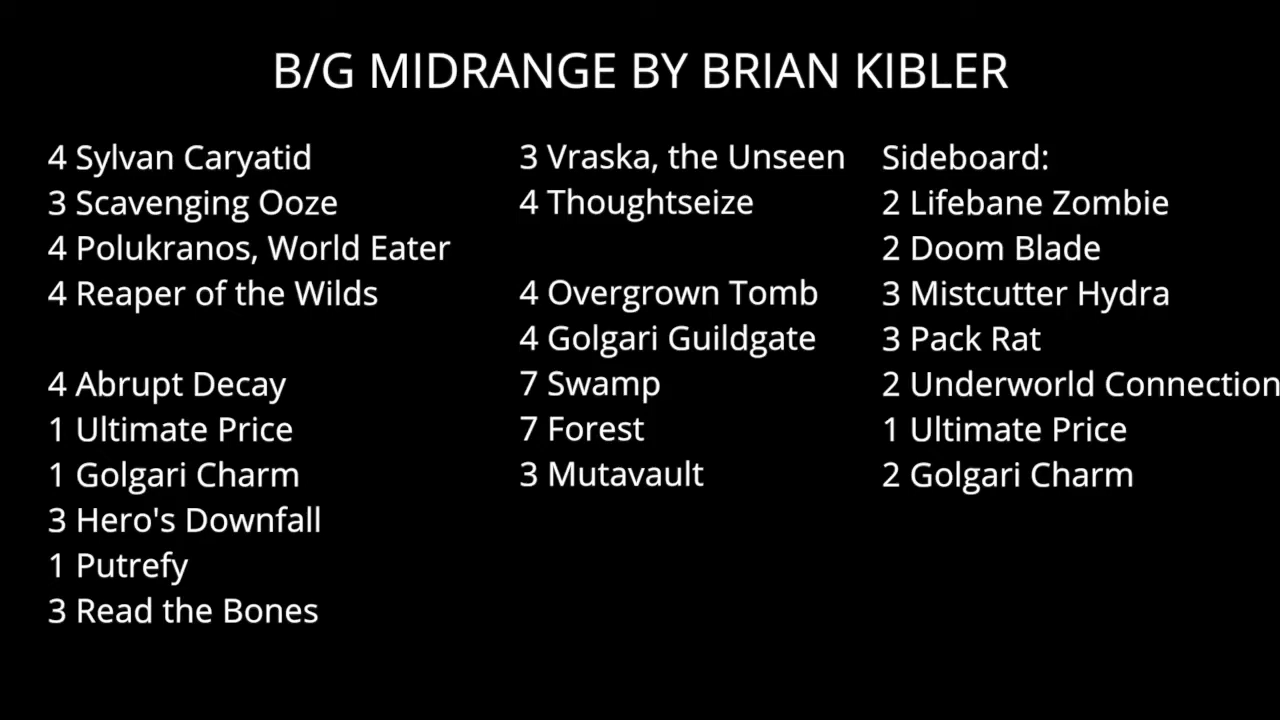 B/G MIDRANGE BY BRIAN KIBLER
4 Sylvan Caryatid
3 Scavenging Ooze
4 Polukranos, World Eater
4 Reaper of the Wilds
4 Abrupt Decay
1 Ultimate Price
1 Golgari Charm
3 Hero's Downfall
1 Putrefy
3 Read the Bones
3 Vraska, the Unseen
4 Thoughtseize
4 Overgrown Tomb
4 Golgari Guildgate
7 Swamp
7 Forest
3 Mutavault
Sideboard:
2 Lifebane Zombie
2 Doom Blade
3 Mistcutter Hydra
3 Pack Rat
2 Underworld Connection
1 Ultimate Price
2 Golgari Charm